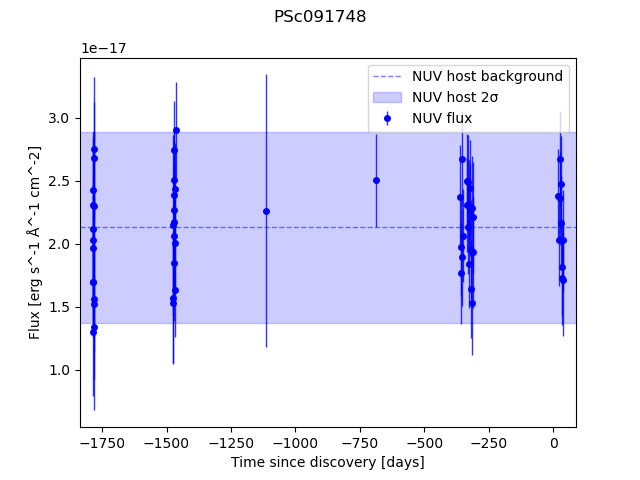 PSc091748
1e−17
NUV host background
NUV host 2σ
NUV flux
3.0
2.5
2.0
1.5
1.0
Flux [erg s^-1 Å^-1 cm^-2]
−1750 −1500 −1250 −1000 −750 −500 −250 0
Time since discovery [days]